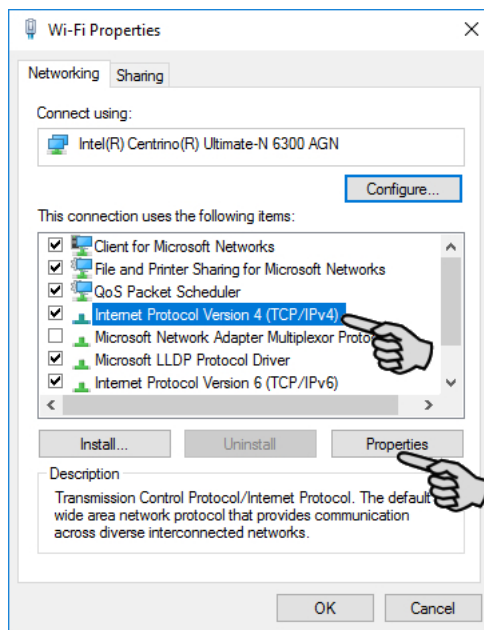 Wi-Fi Properties
Networking Sharing
Connect using:
Intel(R) Centrino(R) Ultimate-N 6300 AGN
Configure...
This connection uses the following items:
Client for Microsoft Networks
File and Printer Sharing for Microsoft Networks
QoS Packet Scheduler
Internet Protocol Version 4 (TCP/IPv4)
Microsoft Network Adapter Multiplexor Proto
Microsoft LLDP Protocol Driver
Internet Protocol Version 6 (TCP/IPv6)
Install... Uninstall Properties
Description
Transmission Control Protocol/Internet Protocol. The default
wide area network protocol that provides communication
across diverse interconnected networks.
OK Cancel